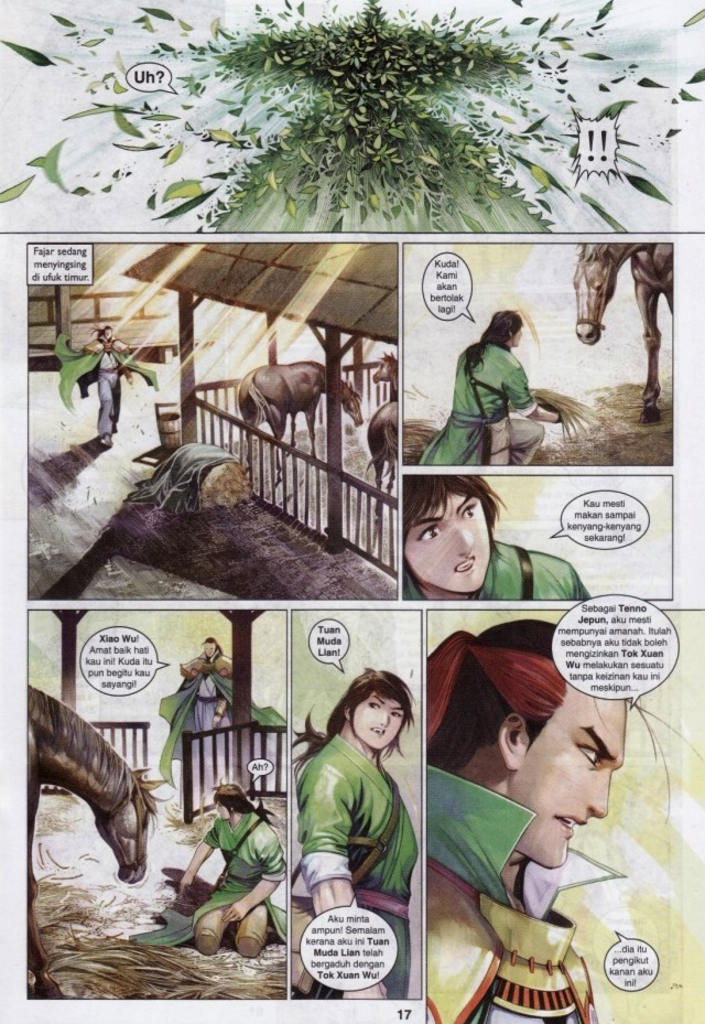 Uh?
!!
Fajar sedang
menyingsing
di ufuk timur.
Kuda!
Kami
akan
bertolak
lagi!
Kau mesti
makan sampai
kenyang-kenyang
sekarang!
Xiao Wu!
Amat baik hati
kau ini! Kuda itu
pun begitu kau
sayangi!
Ah?
Tuan
Muda
Lian!
Aku minta
ampun! Semalam
kerana aku ini Tuan
Muda Lian telah
bergaduh dengan
Tok Xuan Wu!
Sebagai Tenno
Jepun, aku mesti
mempunyai amanah. Itulah
sebabnya aku tidak boleh
mengizinkan Tok Xuan
Wu melakukan sesuatu
tanpa keizinan kau ini
meskipun...
...dia itu
pengikut
kanan aku
ini!
17